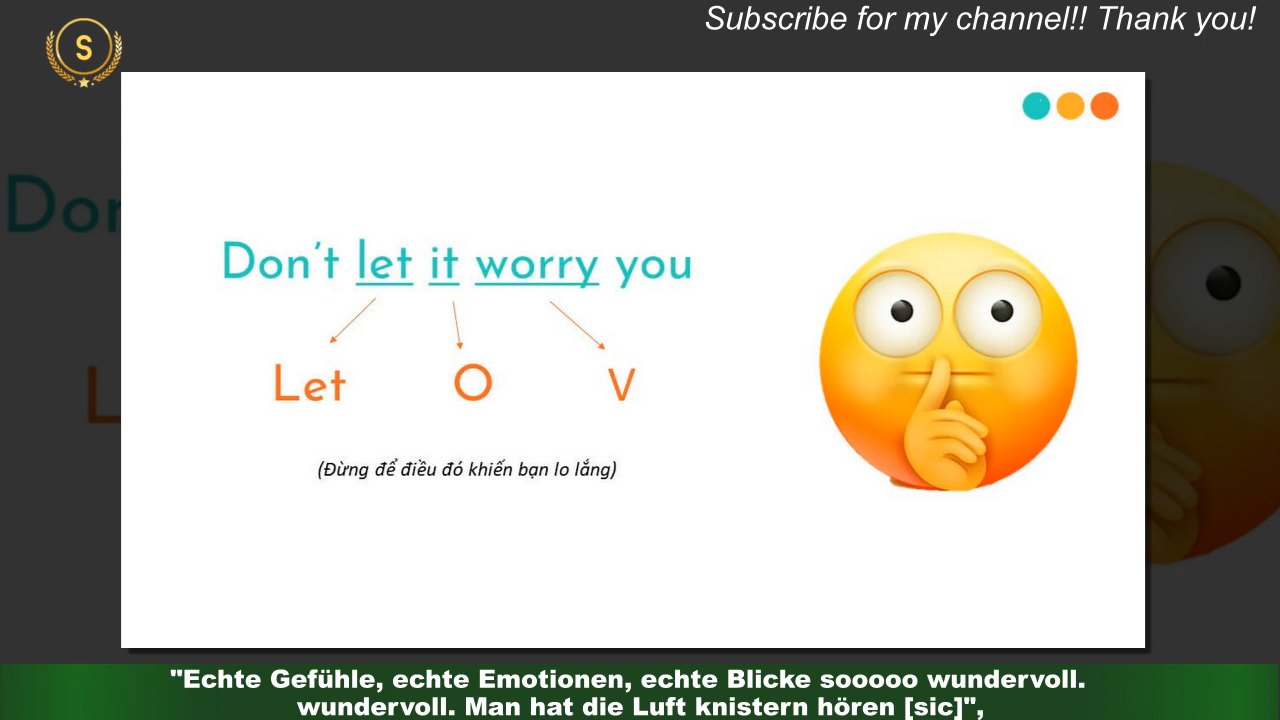 Subscribe for my channel!! Thank you!
S
Don't let it worry you
Let O V
(Đừng để điều đó khiến bạn lo lắng)
"Echte Gefühle, echte Emotionen, echte Blicke sooooo wundervoll.
wundervoll. Man hat die Luft knistern hören [sic]",